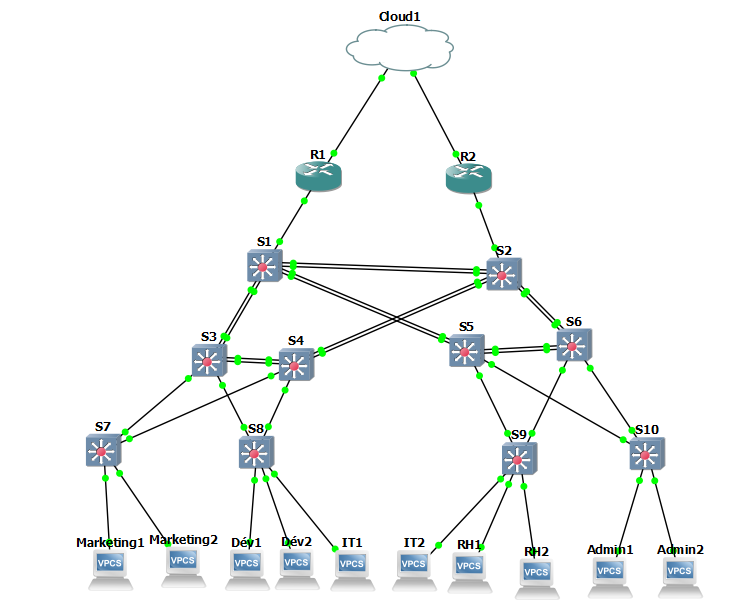 Cloud1
R1
R2
S1
S2
S3
S4
S5
S6
S7
S8
S9
S10
Marketing1
Marketing2
Dév1
Dév2
IT1
IT2
RH1
RH2
Admin1
Admin2
VPCS
VPCS
VPCS
VPCS
VPCS
VPCS
VPCS
VPCS
VPCS
VPCS